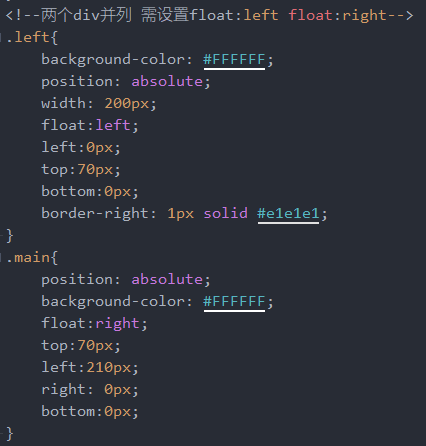 <!--两个div并列 需设置float:left float:right-->
.left{
background-color: #FFFFFF;
position: absolute;
width: 200px;
float:left;
left:0px;
top:70px;
bottom:0px;
border-right: 1px solid #e1e1e1;
}
.main{
position: absolute;
background-color: #FFFFFF;
float:right;
top:70px;
left:210px;
right: 0px;
bottom:0px;
}